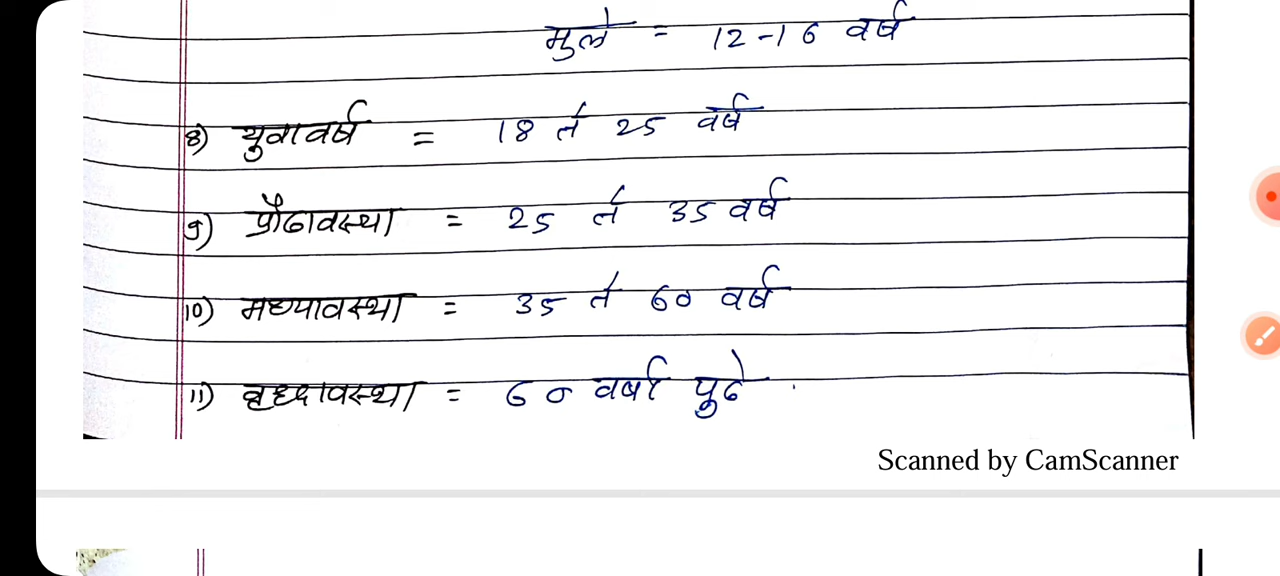 मुले = 12-16 वर्ष
8) युवावर्ष = 18 ते 25 वर्ष
9) प्रौढावस्था = 25 ते 35 वर्ष
10) मध्यावस्था = 35 ते 60 वर्ष
11) वृध्दावस्था = 60 वर्षा पुढे
Scanned by CamScanner